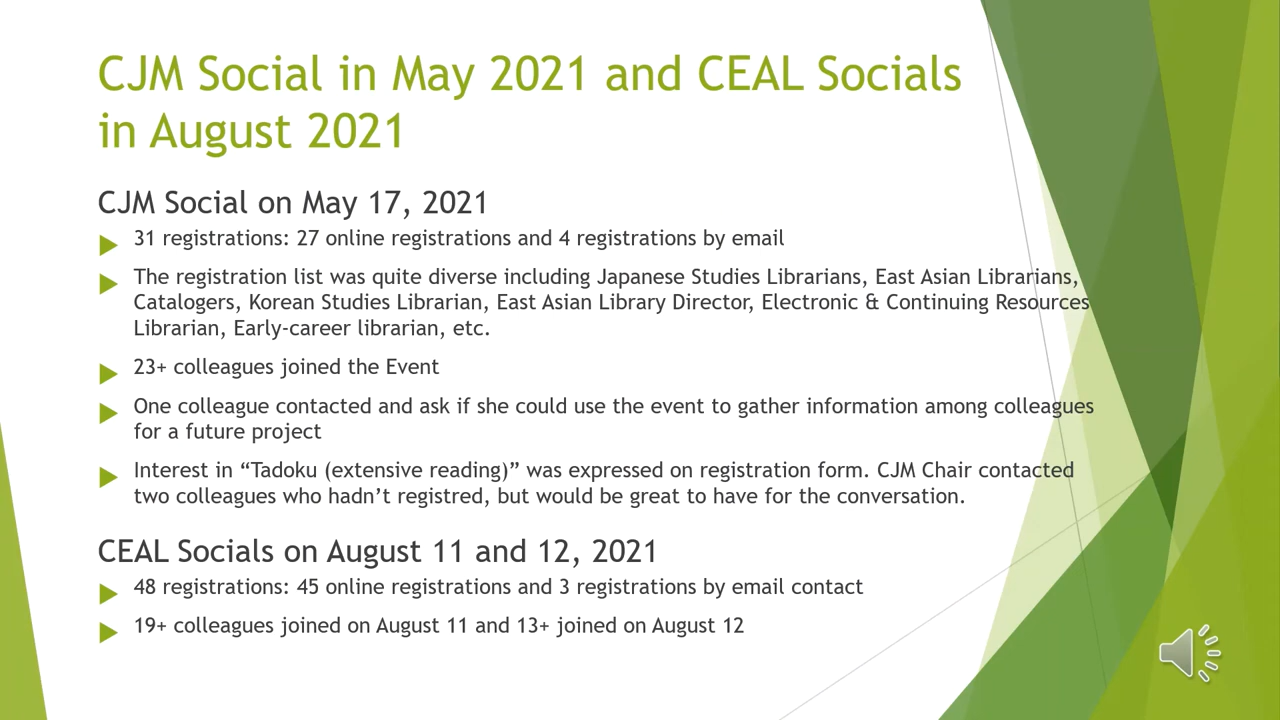 CJM Social in May 2021 and CEAL Socials
in August 2021
CJM Social on May 17, 2021
31 registrations: 27 online registrations and 4 registrations by email
The registration list was quite diverse including Japanese Studies Librarians, East Asian Librarians,
Catalogers, Korean Studies Librarian, East Asian Library Director, Electronic & Continuing Resources
Librarian, Early-career librarian, etc.
23+ colleagues joined the Event
One colleague contacted and ask if she could use the event to gather information among colleagues
for a future project
Interest in “Tadoku (extensive reading)” was expressed on registration form. CJM Chair contacted
two colleagues who hadn’t registred, but would be great to have for the conversation.
CEAL Socials on August 11 and 12, 2021
48 registrations: 45 online registrations and 3 registrations by email contact
19+ colleagues joined on August 11 and 13+ joined on August 12